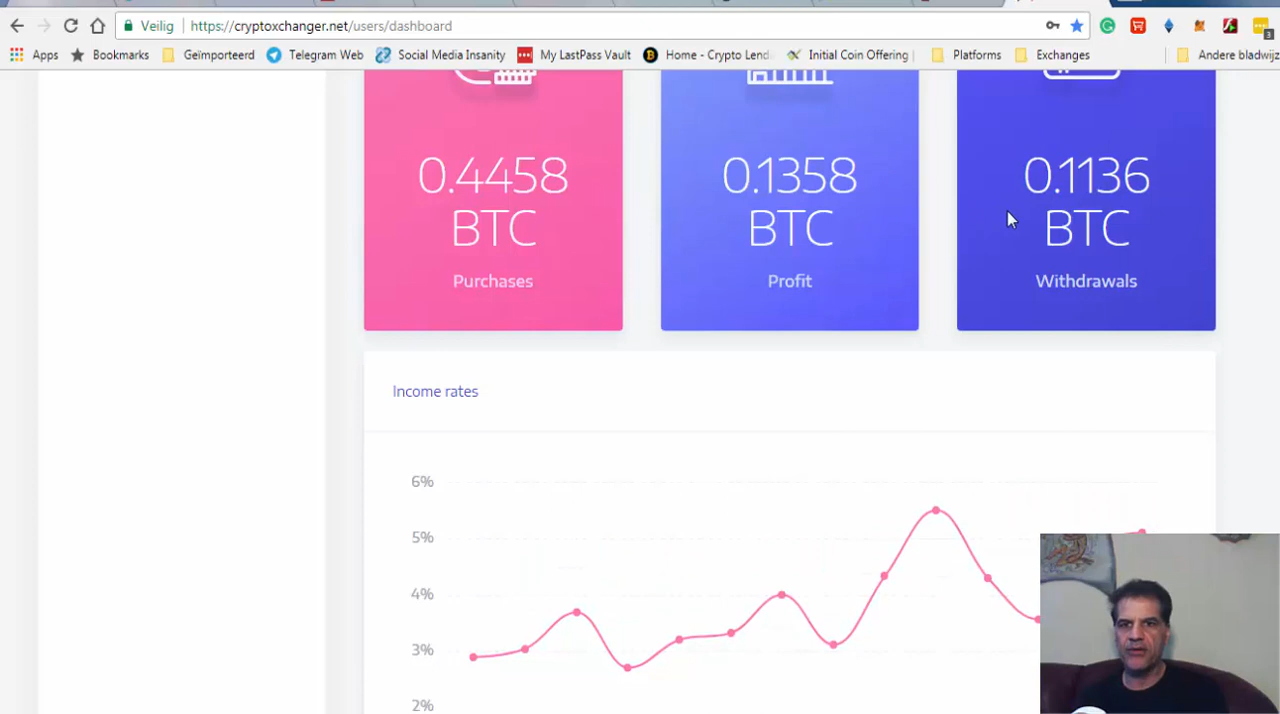 Veilig https://cryptoxchanger.net/users/dashboard
3
Apps Bookmarks Geïmporteerd Telegram Web Social Media Insanity My LastPass Vault Home - Crypto Lend Initial Coin Offering | Platforms Exchanges Andere bladwijz
0.4458 0.1358 0.1136
BTC BTC BTC
Purchases Profit Withdrawals
Income rates
6%
5%
4%
3%
2%